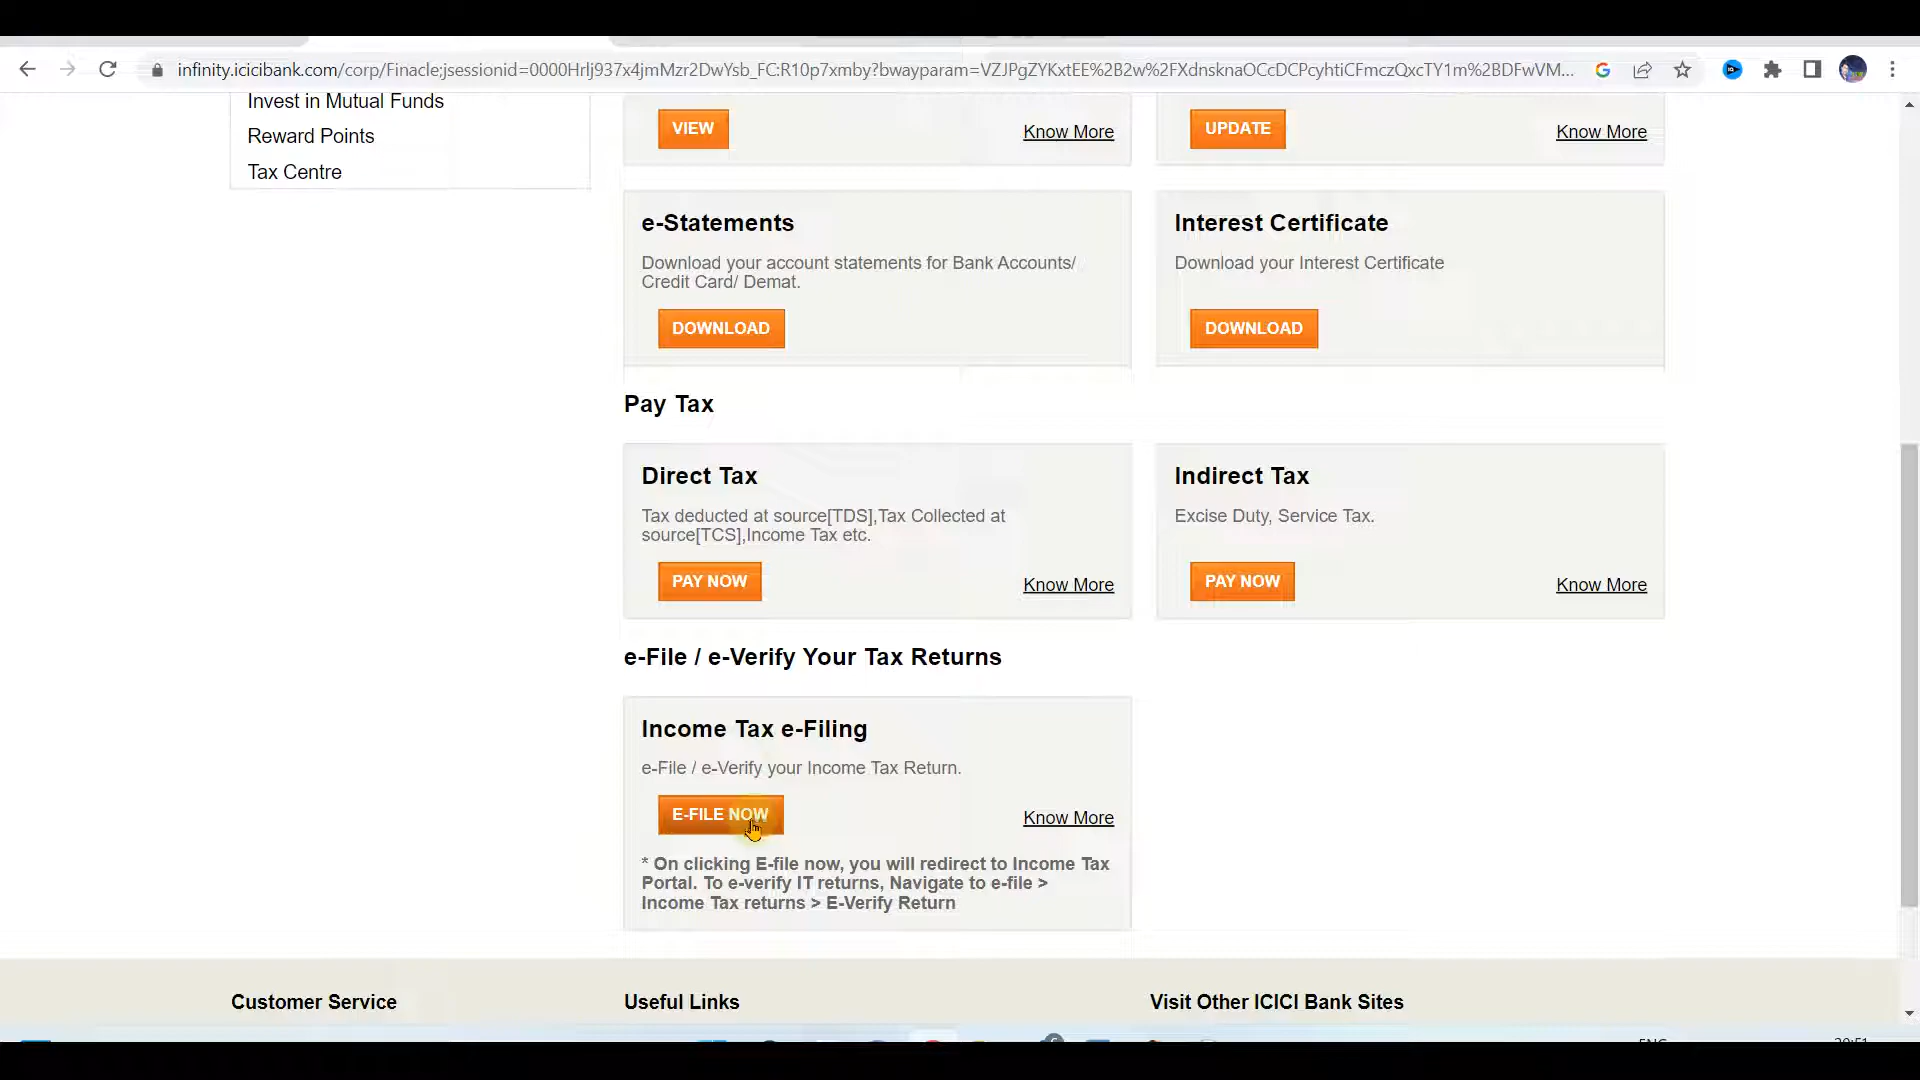 infinity.icicibank.com/corp/Finacle;jsessionid=0000Hrlj937x4jmMzr2DwYsb_FC:R10p7xmby?bwayparam=VZJPgZYKxtEE%2B2w%2FXdnsknaOCcDCPcyhtiCFmczQxcTY1m%2BDFwVM...
Invest in Mutual Funds
Reward Points
Tax Centre
VIEW
Know More
UPDATE
Know More
e-Statements
Download your account statements for Bank Accounts/
Credit Card/ Demat.
DOWNLOAD
Interest Certificate
Download your Interest Certificate
DOWNLOAD
Pay Tax
Direct Tax
Tax deducted at source[TDS],Tax Collected at
source[TCS],Income Tax etc.
PAY NOW
Know More
Indirect Tax
Excise Duty, Service Tax.
PAY NOW
Know More
e-File / e-Verify Your Tax Returns
Income Tax e-Filing
e-File / e-Verify your Income Tax Return.
E-FILE NOW
Know More
* On clicking E-file now, you will redirect to Income Tax
Portal. To e-verify IT returns, Navigate to e-file >
Income Tax returns > E-Verify Return
Customer Service
Useful Links
Visit Other ICICI Bank Sites